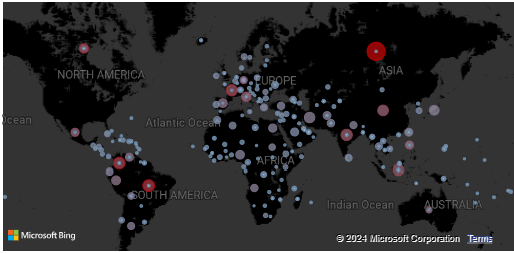 NORTH AMERICA
EUROPE
ASIA
Ocean
Atlantic Ocean
AFRICA
SOUTH AMERICA
Indian Ocean
AUSTRALIA
Microsoft Bing
© 2024 Microsoft Corporation Terms